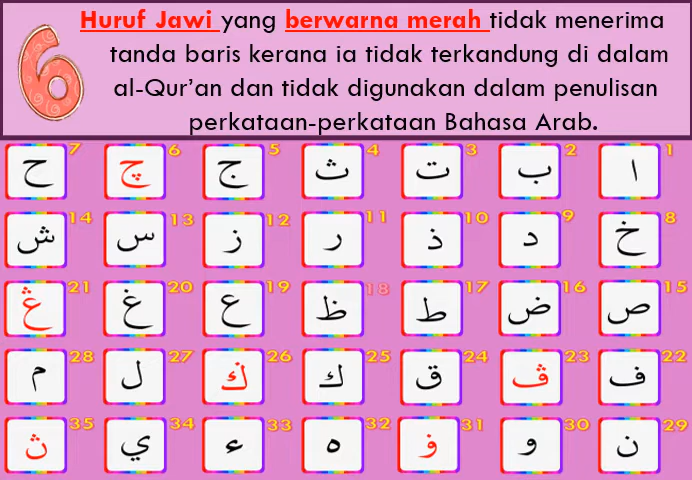 6
Huruf Jawi yang berwarna merah tidak menerima
tanda baris kerana ia tidak terkandung di dalam
al-Qur’an dan tidak digunakan dalam penulisan
perkataan-perkataan Bahasa Arab.
1 ا 2 ب 3 ت 4 ث 5 ج 6 چ 7 ح
8 خ 9 د 10 ذ 11 ر 12 ز 13 س 14 ش
15 ص 16 ض 17 ط 18 ظ 19 ع 20 غ 21 ڠ
22 ف 23 ڤ 24 ق 25 ك 26 ڬ 27 ل 28 م
29 ن 30 و 31 ۏ 32 ه 33 ء 34 ي 35 ڽ